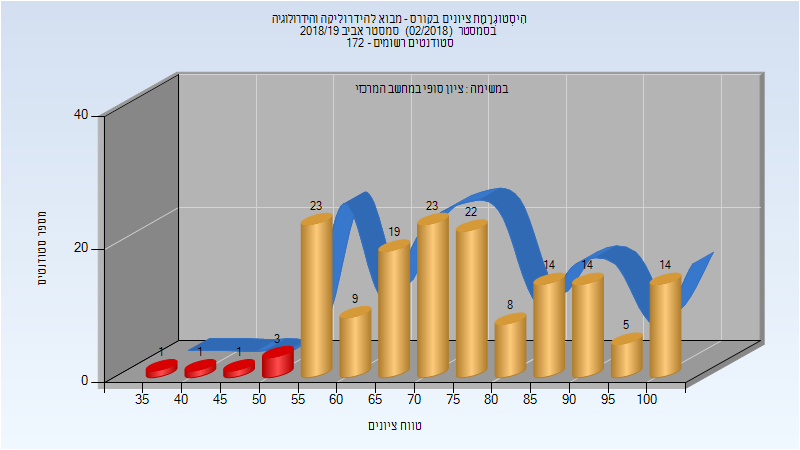 היסטוגרמת ציונים בקורס - מבוא להידרוליקה והידרולוגיה
בסמסטר (02/2018) סמסטר אביב 2018/19
סטודנטים רשומים - 172
במשימה : ציון סופי במחשב המרכזי
מספר סטודנטים
40
20
0
1 1 1 3 23 9 19 23 22 8 14 14 5 14
35 40 45 50 55 60 65 70 75 80 85 90 95 100
טווח ציונים